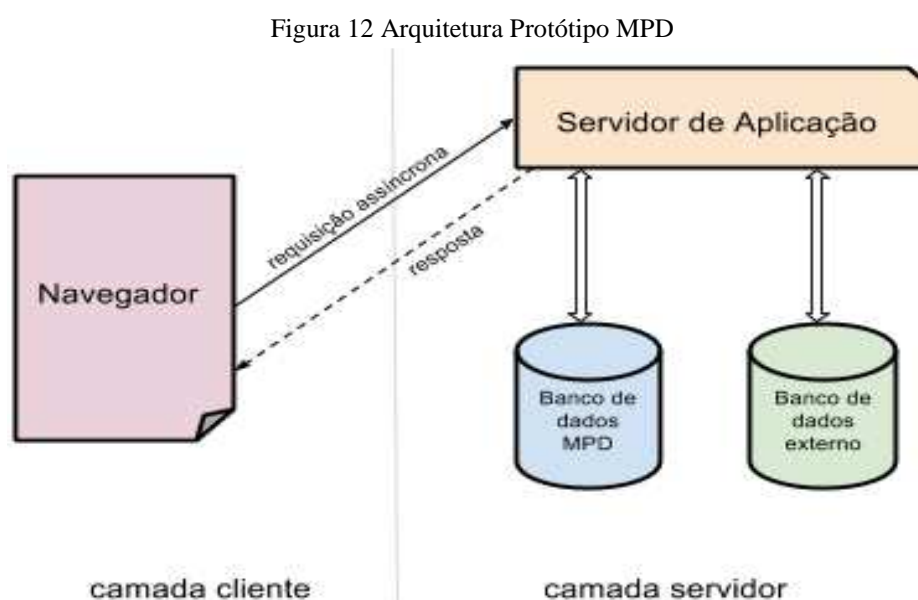 Figura 12 Arquitetura Protótipo MPD
Servidor de Aplicação
requisição assíncrona
resposta
Navegador
Banco de
dados
MPD
Banco de
dados
externo
camada cliente
camada servidor